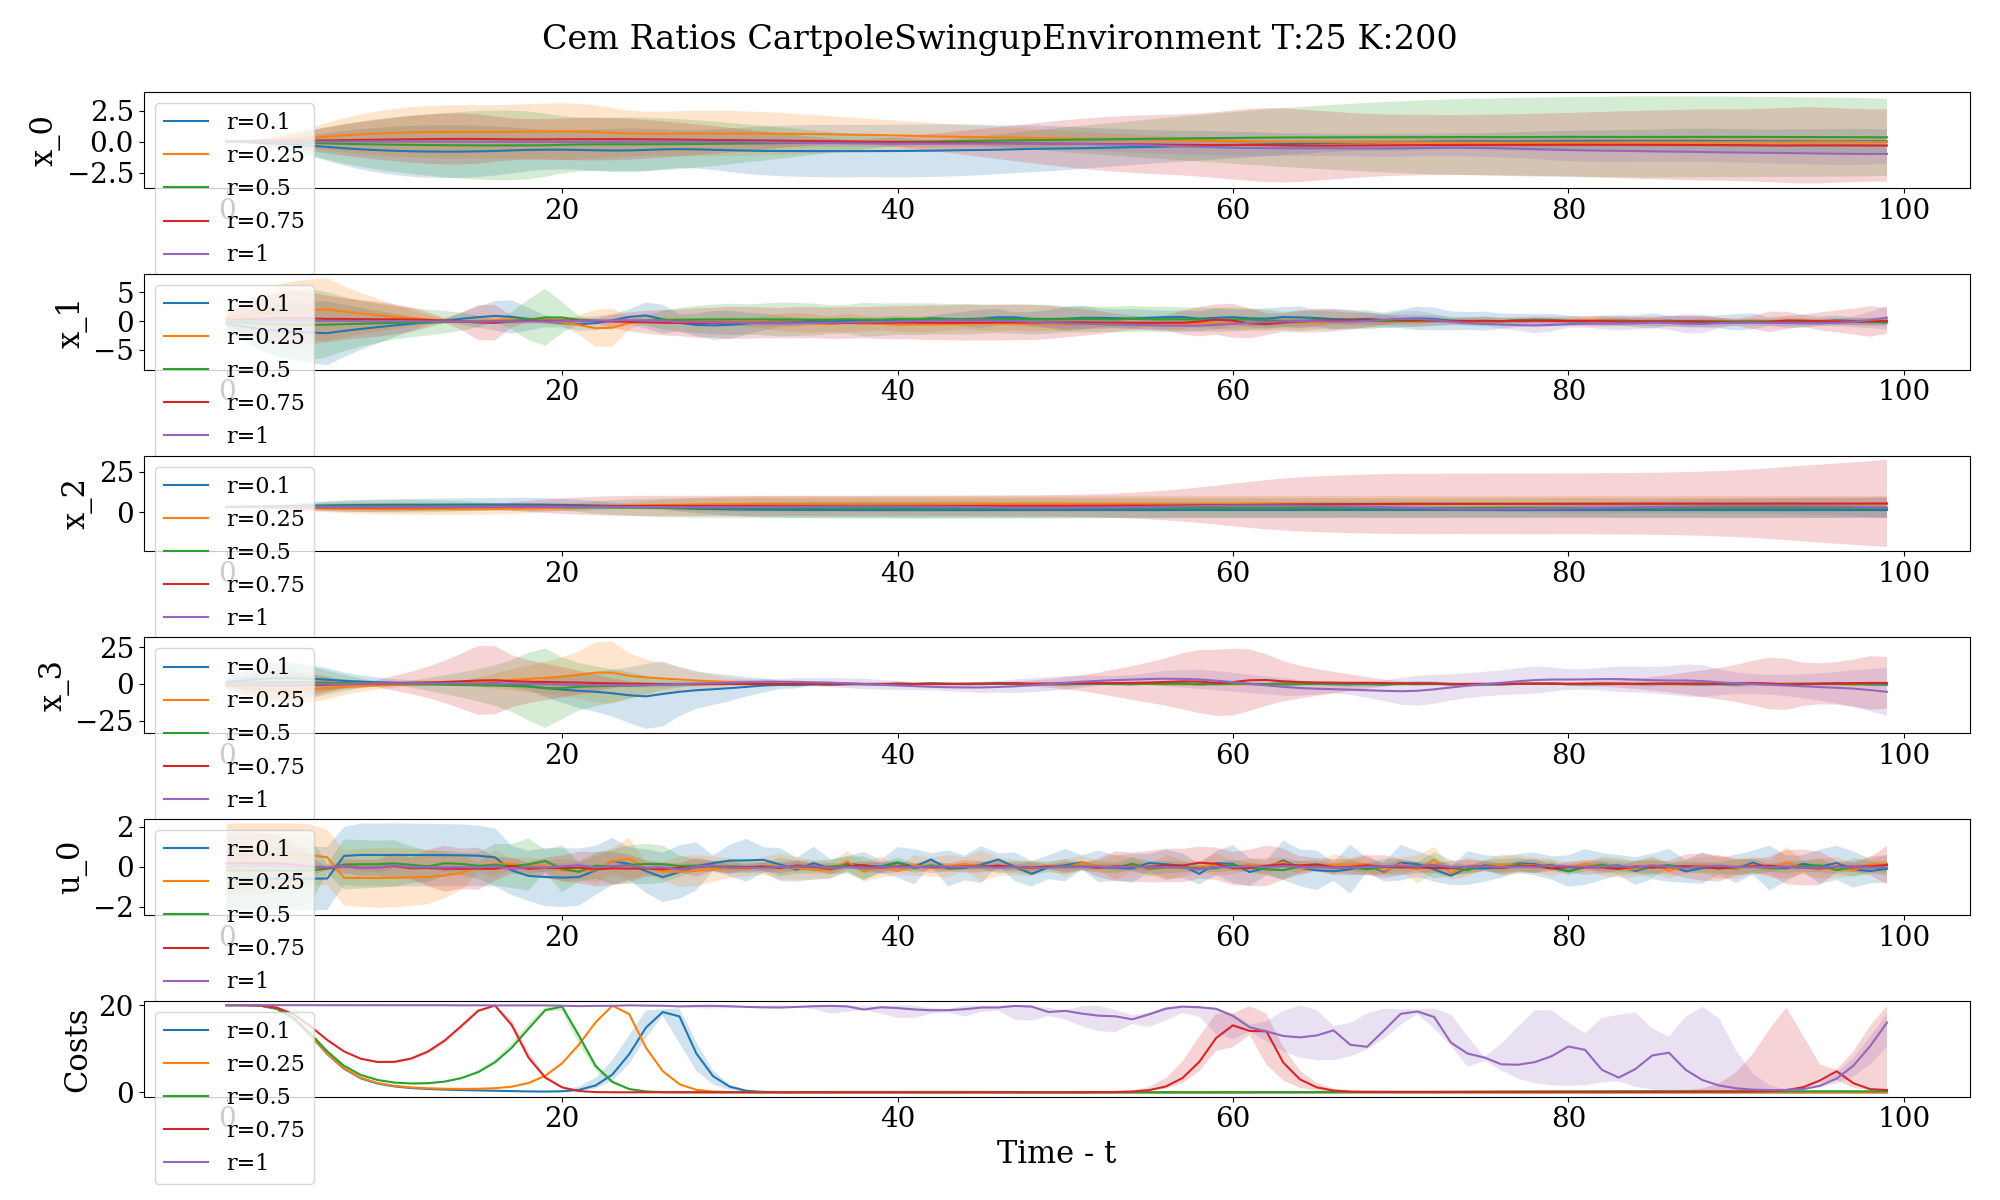 Cem Ratios CartpoleSwingupEnvironment T:25 K:200
x_0
2.5
0.0
−2.5
r=0.1
r=0.25
r=0.5
r=0.75
r=1
0 20 40 60 80 100
x_1
5
0
−5
r=0.1
r=0.25
r=0.5
r=0.75
r=1
0 20 40 60 80 100
x_2
25
0
r=0.1
r=0.25
r=0.5
r=0.75
r=1
0 20 40 60 80 100
x_3
25
0
−25
r=0.1
r=0.25
r=0.5
r=0.75
r=1
0 20 40 60 80 100
u_0
2
0
−2
r=0.1
r=0.25
r=0.5
r=0.75
r=1
0 20 40 60 80 100
Costs
20
0
r=0.1
r=0.25
r=0.5
r=0.75
r=1
0 20 40 60 80 100
Time - t